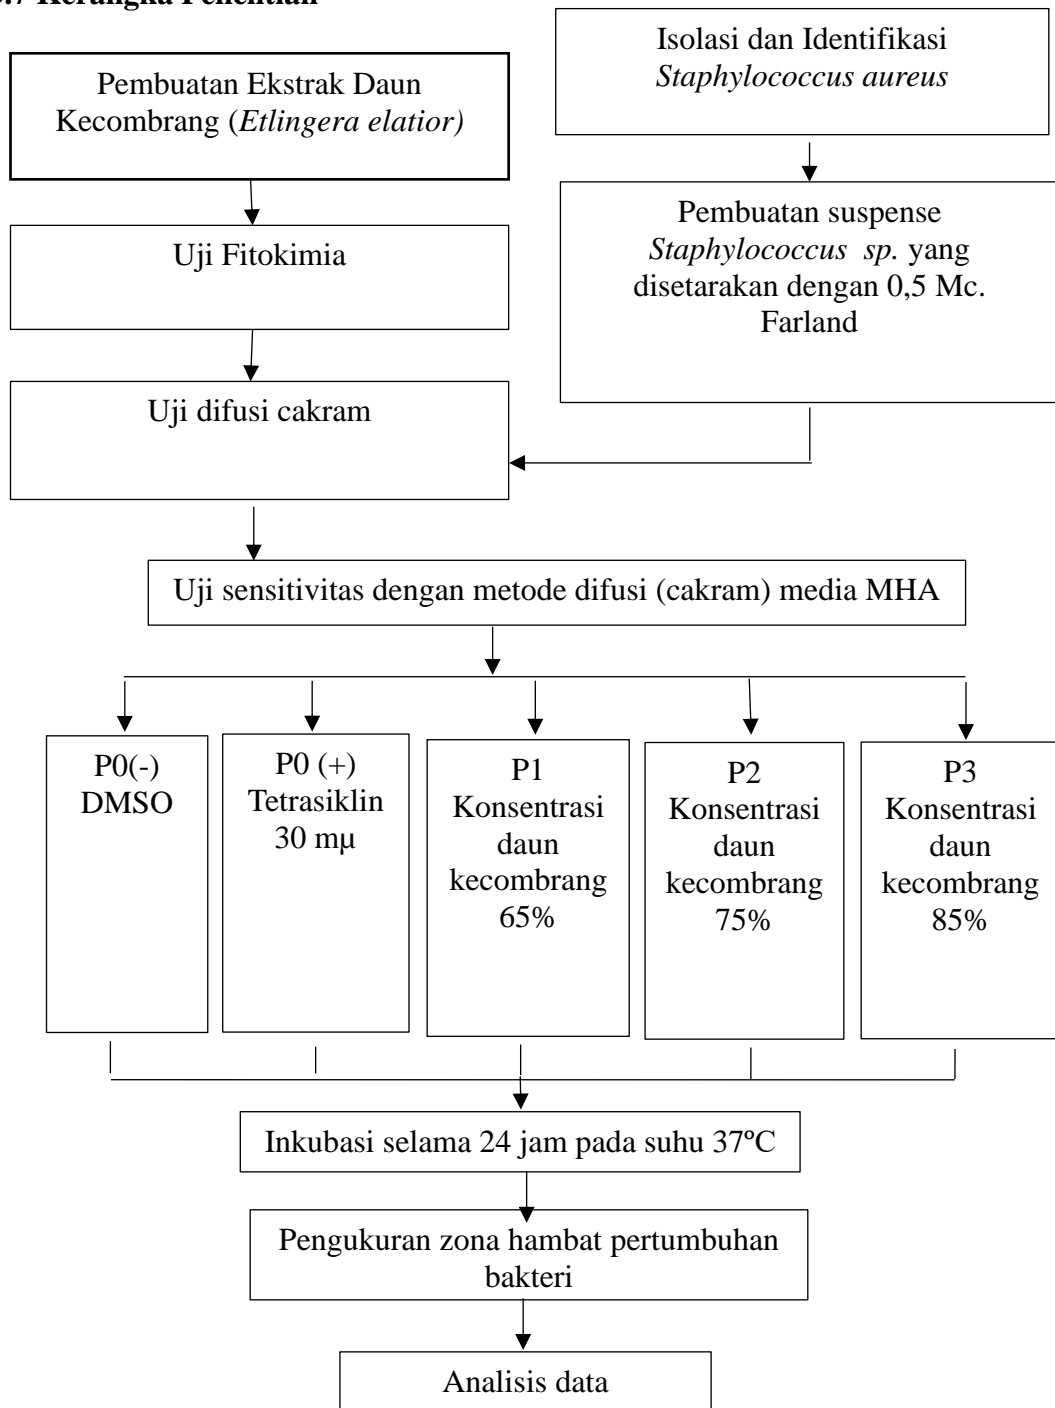 Pembuatan Ekstrak Daun
Kecombrang (Etlingera elatior)
Isolasi dan Identifikasi
Staphylococcus aureus
Uji Fitokimia
Pembuatan suspense
Staphylococcus sp. yang
disetarakan dengan 0,5 Mc.
Farland
Uji difusi cakram
Uji sensitivitas dengan metode difusi (cakram) media MHA
P0(-)
DMSO
P0 (+)
Tetrasiklin
30 mμ
P1
Konsentrasi
daun
kecombrang
65%
P2
Konsentrasi
daun
kecombrang
75%
P3
Konsentrasi
daun
kecombrang
85%
Inkubasi selama 24 jam pada suhu 37ºC
Pengukuran zona hambat pertumbuhan
bakteri
Analisis data